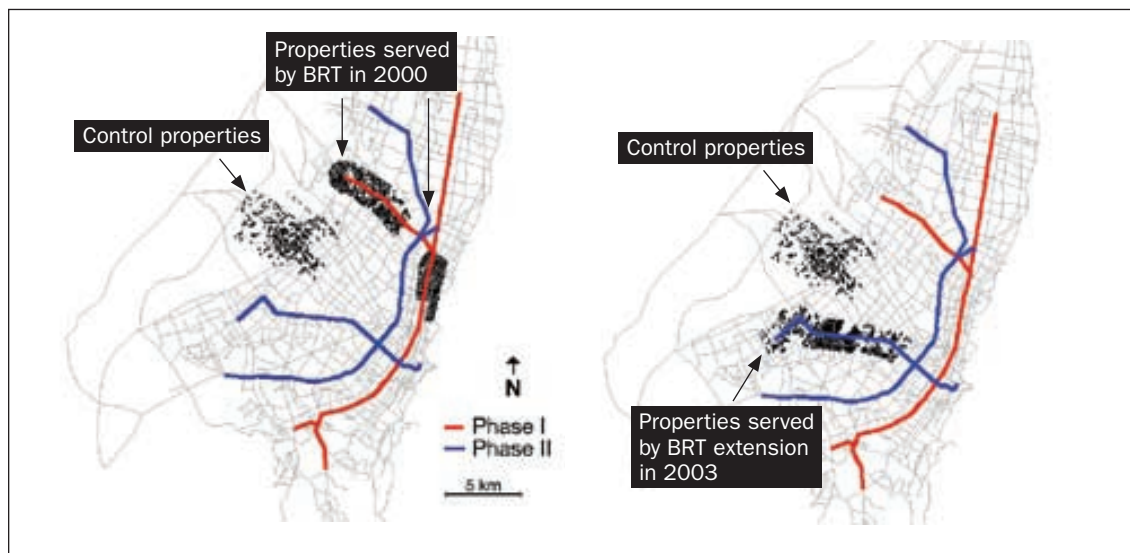 Properties served
by BRT in 2000
Control properties
N
Phase I
Phase II
5 km
Control properties
Properties served
by BRT extension
in 2003